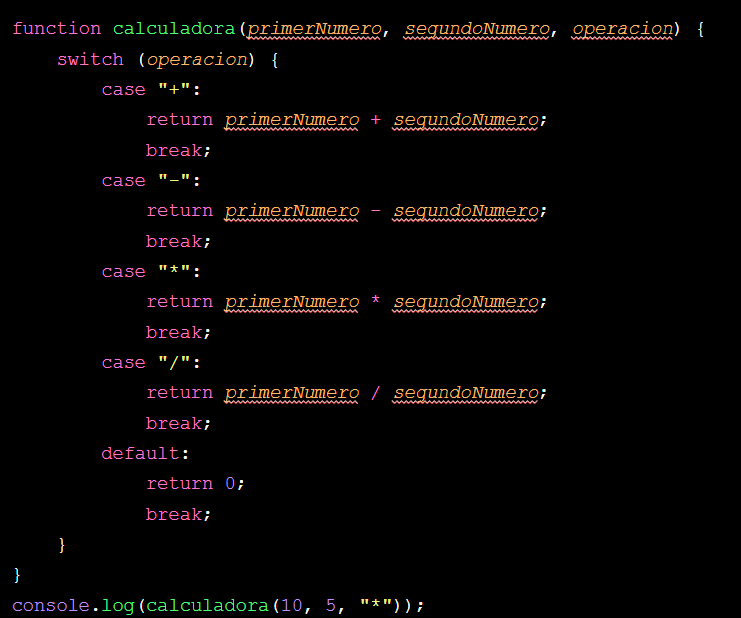 function calculadora(primerNumero, segundoNumero, operacion) {
    switch (operacion) {
        case "+":
            return primerNumero + segundoNumero;
            break;
        case "-":
            return primerNumero - segundoNumero;
            break;
        case "*":
            return primerNumero * segundoNumero;
            break;
        case "/":
            return primerNumero / segundoNumero;
            break;
        default:
            return 0;
            break;
    }
}
console.log(calculadora(10, 5, "*"));